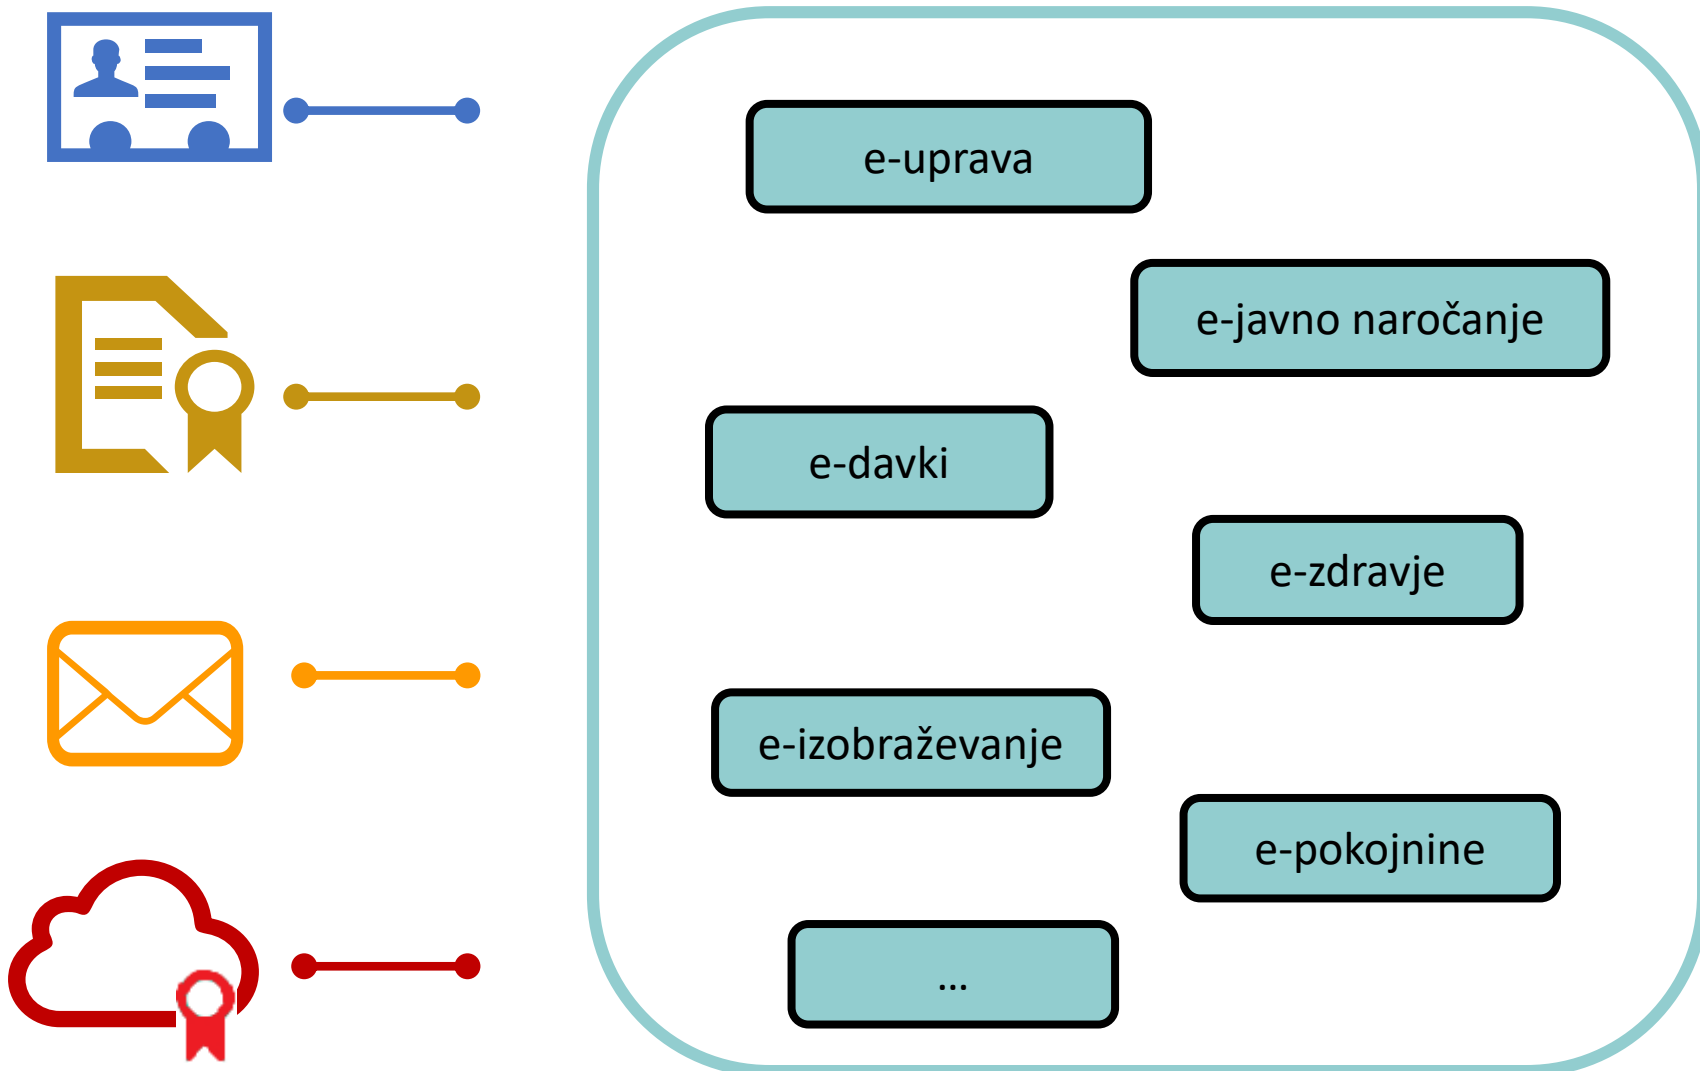 e-uprava
e-javno naročanje
e-davki
e-zdravje
e-izobraževanje
e-pokojnine
...